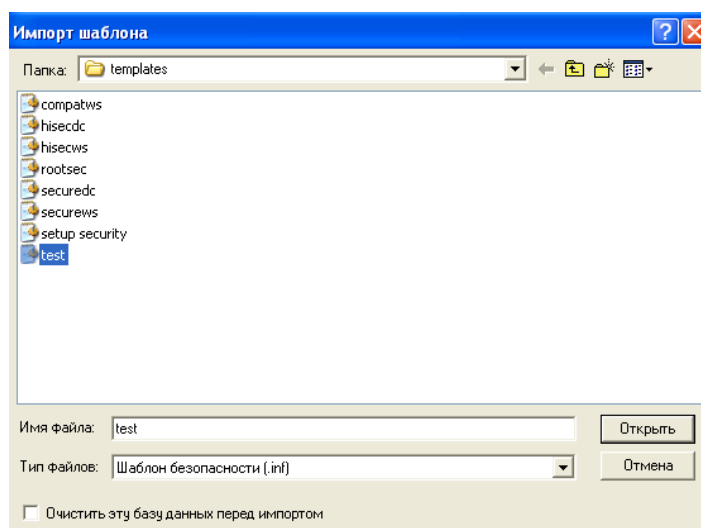 Импорт шаблона
Папка: templates
compatws
hisecdc
hisecws
rootsec
securedc
securews
setup security
test
Имя файла: test Открыть
Тип файлов: Шаблон безопасности (.inf) Отмена
Очистить эту базу данных перед импортом